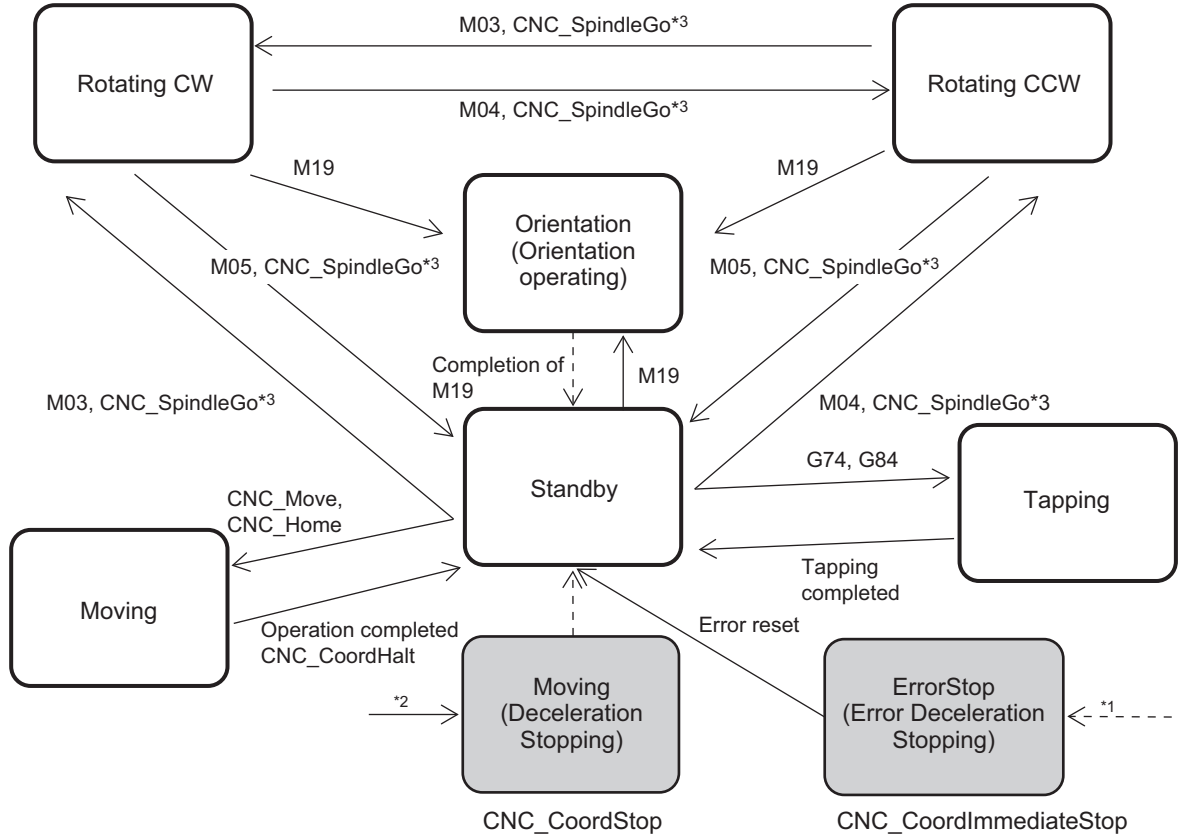 M03, CNC_SpindleGo*3
Rotating CW
Rotating CCW
M04, CNC_SpindleGo*3
M19
M19
Orientation
(Orientation
operating)
M05, CNC_SpindleGo*3
M05, CNC_SpindleGo*3
Completion of
M19
M19
M03, CNC_SpindleGo*3
M04, CNC_SpindleGo*3
G74, G84
Standby
Tapping
CNC_Move,
CNC_Home
Tapping
completed
Moving
Operation completed
CNC_CoordHalt
Error reset
*2
Moving
(Deceleration
Stopping)
ErrorStop
(Error Deceleration
Stopping)
*1
CNC_CoordStop
CNC_CoordImmediateStop